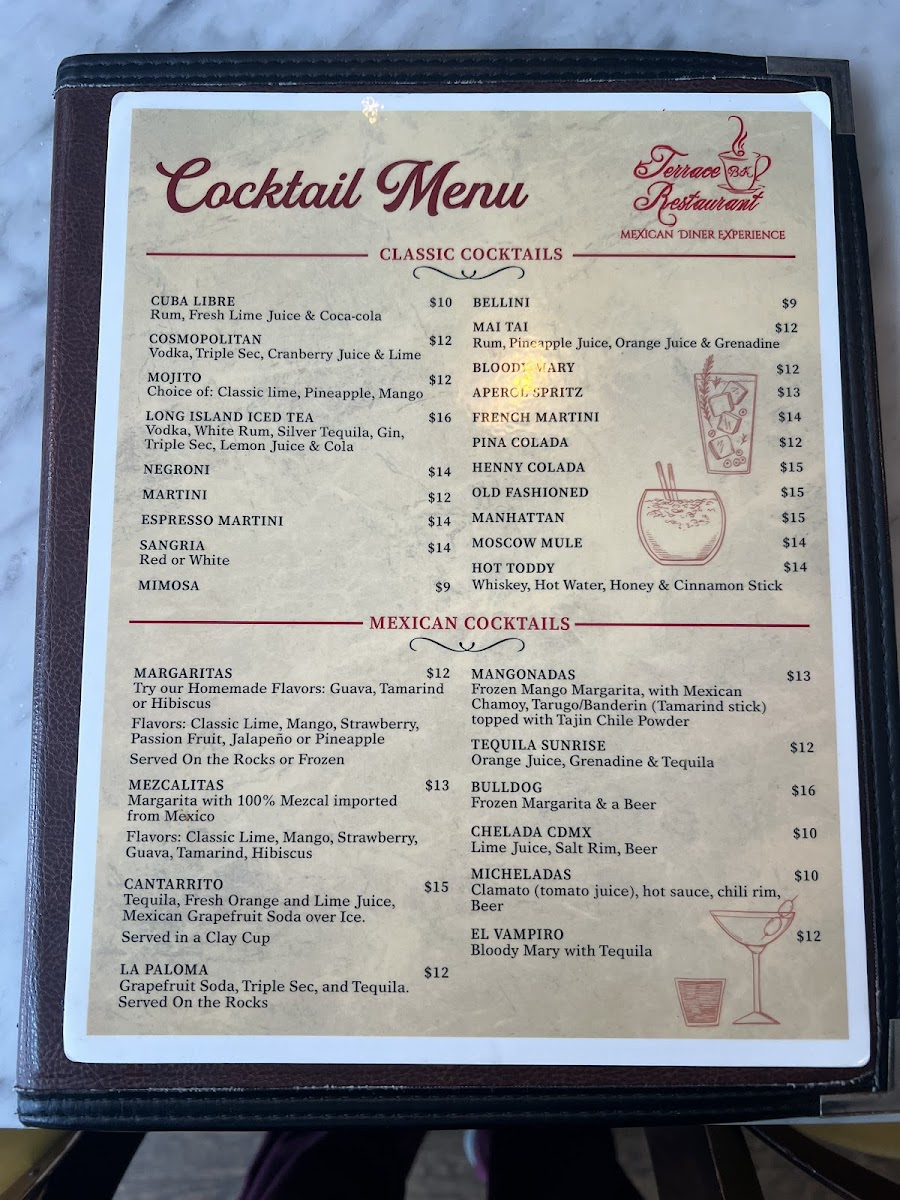 Cocktail Menu
Terrace BK
Restaurant
MEXICAN DINER EXPERIENCE
CLASSIC COCKTAILS
CUBA LIBRE $10
Rum, Fresh Lime Juice & Coca-cola
COSMOPOLITAN $12
Vodka, Triple Sec, Cranberry Juice & Lime
MOJITO $12
Choice of: Classic lime, Pineapple, Mango
LONG ISLAND ICED TEA $16
Vodka, White Rum, Silver Tequila, Gin,
Triple Sec, Lemon Juice & Cola
NEGRONI $14
MARTINI $12
ESPRESSO MARTINI $14
SANGRIA $14
Red or White
MIMOSA $9
BELLINI $9
MAI TAI $12
Rum, Pineapple Juice, Orange Juice & Grenadine
BLOODY MARY $12
APEROL SPRITZ $13
FRENCH MARTINI $14
PINA COLADA $12
HENNY COLADA $15
OLD FASHIONED $15
MANHATTAN $15
MOSCOW MULE $14
HOT TODDY $14
Whiskey, Hot Water, Honey & Cinnamon Stick
MEXICAN COCKTAILS
MARGARITAS $12
Try our Homemade Flavors: Guava, Tamarind
or Hibiscus
Flavors: Classic Lime, Mango, Strawberry,
Passion Fruit, Jalapeño or Pineapple
Served On the Rocks or Frozen
MEZCALITAS $13
Margarita with 100% Mezcal imported
from Mexico
Flavors: Classic Lime, Mango, Strawberry,
Guava, Tamarind, Hibiscus
CANTARRITO $15
Tequila, Fresh Orange and Lime Juice,
Mexican Grapefruit Soda over Ice.
Served in a Clay Cup
LA PALOMA $12
Grapefruit Soda, Triple Sec, and Tequila.
Served On the Rocks
MANGONADAS $13
Frozen Mango Margarita, with Mexican
Chamoy, Tarugo/Banderin (Tamarind stick)
topped with Tajin Chile Powder
TEQUILA SUNRISE $12
Orange Juice, Grenadine & Tequila
BULLDOG $16
Frozen Margarita & a Beer
CHELADA CDMX $10
Lime Juice, Salt Rim, Beer
MICHELADAS $10
Clamato (tomato juice), hot sauce, chili rim,
Beer
EL VAMPIRO $12
Bloody Mary with Tequila